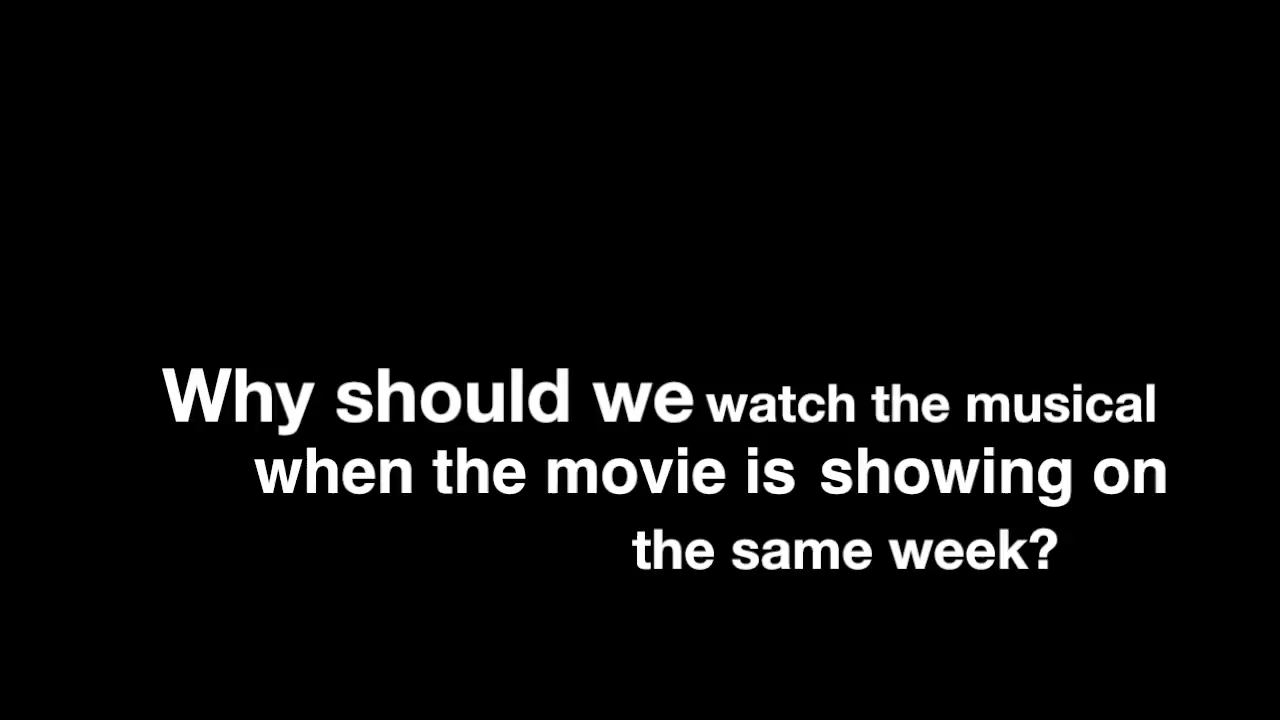 Why should we watch the musical
when the movie is showing on
the same week?